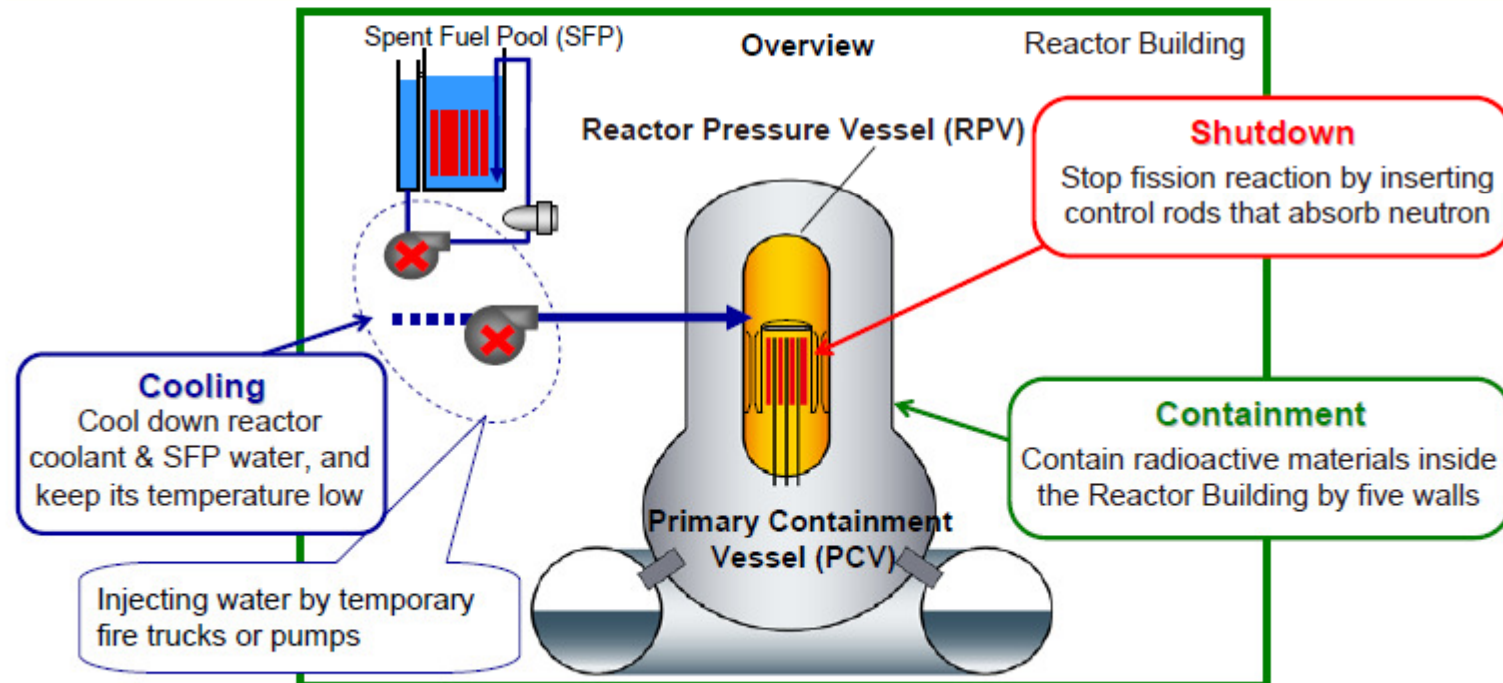 Spent Fuel Pool (SFP)
Overview
Reactor Building
Reactor Pressure Vessel (RPV)
Shutdown
Stop fission reaction by inserting
control rods that absorb neutron
Cooling
Cool down reactor
coolant & SFP water, and
keep its temperature low
Containment
Contain radioactive materials inside
the Reactor Building by five walls
Primary Containment
Vessel (PCV)
Injecting water by temporary
fire trucks or pumps